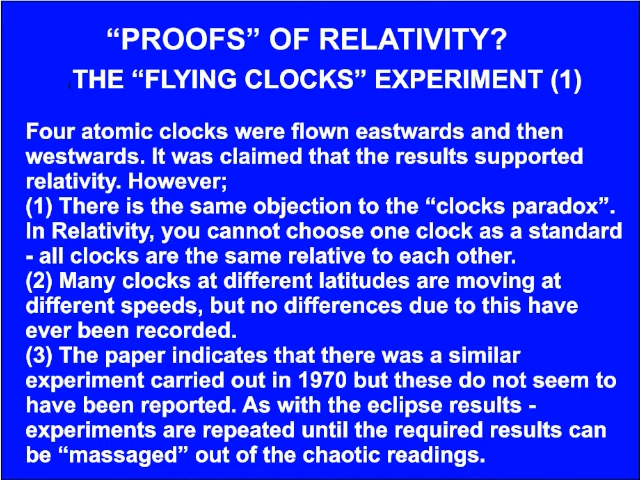 “PROOFS” OF RELATIVITY?
THE “FLYING CLOCKS” EXPERIMENT (1)
Four atomic clocks were flown eastwards and then
westwards. It was claimed that the results supported
relativity. However;
(1) There is the same objection to the “clocks paradox”.
In Relativity, you cannot choose one clock as a standard
- all clocks are the same relative to each other.
(2) Many clocks at different latitudes are moving at
different speeds, but no differences due to this have
ever been recorded.
(3) The paper indicates that there was a similar
experiment carried out in 1970 but these do not seem to
have been reported. As with the eclipse results -
experiments are repeated until the required results can
be “massaged” out of the chaotic readings.